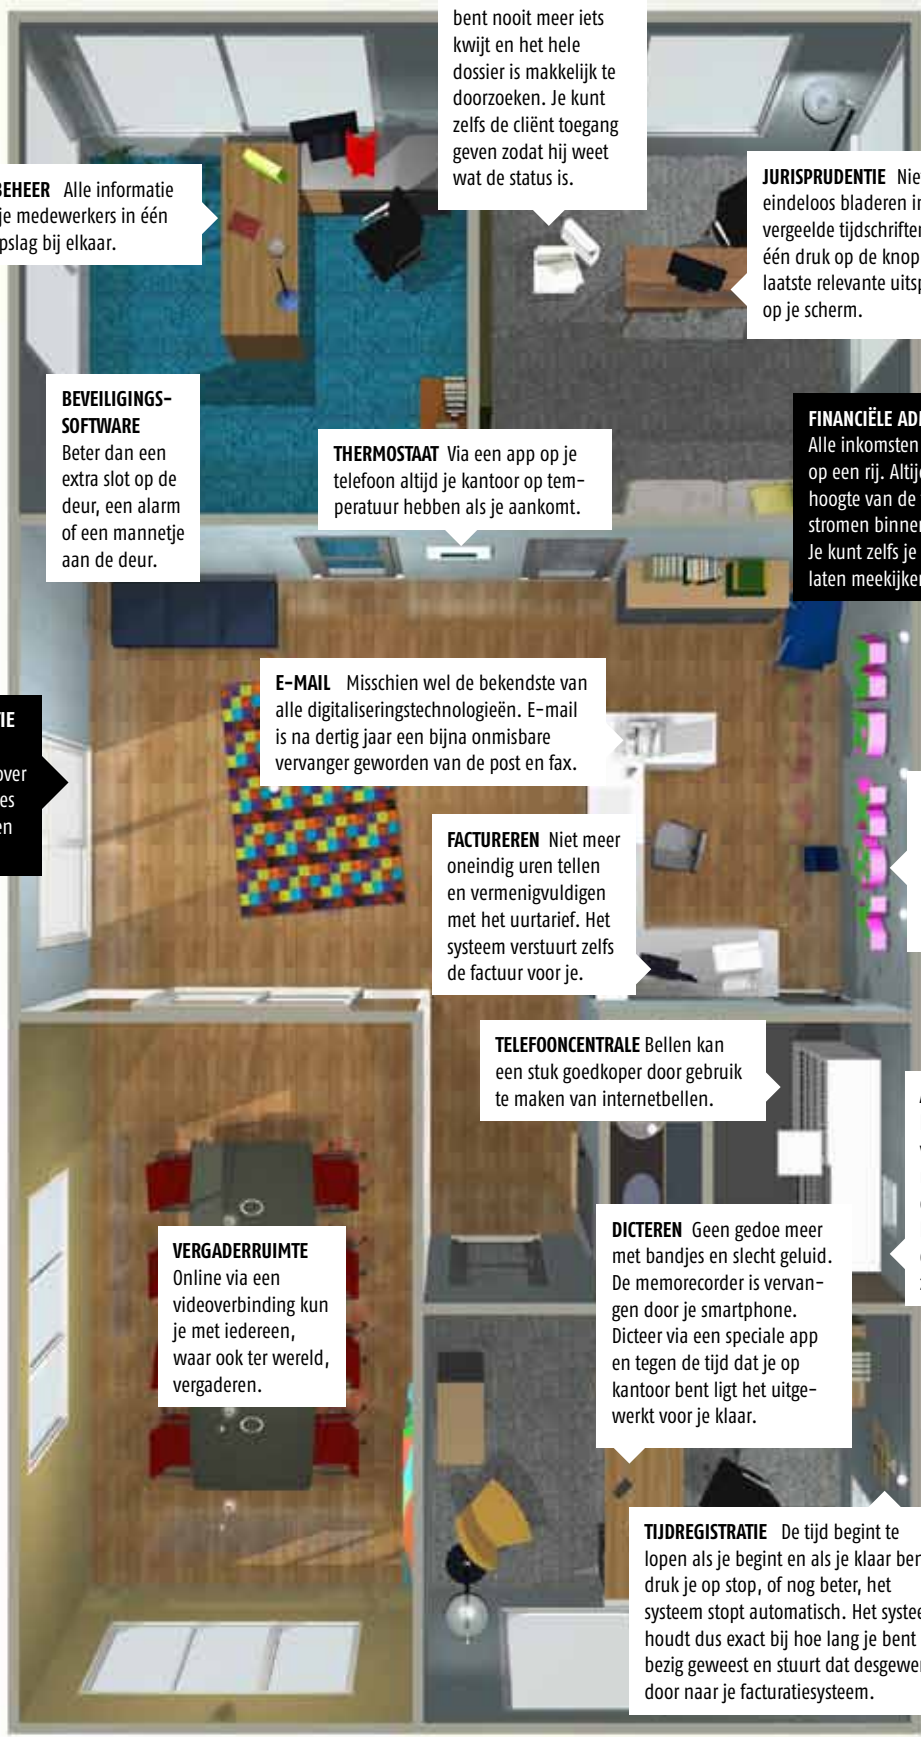 bent nooit meer iets
kwijt en het hele
dossier is makkelijk te
doorzoeken. Je kunt
zelfs de cliënt toegang
geven zodat hij weet
wat de status is.
BEHEER Alle informatie
je medewerkers in één
pslag bij elkaar.
JURISPRUDENTIE Nie
eindeloos bladeren in
vergeelde tijdschriften
één druk op de knop
laatste relevante uitsp
op je scherm.
BEVEILIGINGS-
SOFTWARE
Beter dan een
extra slot op de
deur, een alarm
of een mannetje
aan de deur.
THERMOSTAAT Via een app op je
telefoon altijd je kantoor op tem-
peratuur hebben als je aankomt.
FINANCIËLE AD
Alle inkomsten
op een rij. Altij
hoogte van de
stromen binnen
Je kunt zelfs je
laten meekijken
E-MAIL Misschien wel de bekendste van
alle digitaliseringstechnologieën. E-mail
is na dertig jaar een bijna onmisbare
vervanger geworden van de post en fax.
TIE
over
es
en
FACTUREREN Niet meer
oneindig uren tellen
en vermenigvuldigen
met het uurtarief. Het
systeem verstuurt zelfs
de factuur voor je.
TELEFOONCENTRALE Bellen kan
een stuk goedkoper door gebruik
te maken van internetbellen.
VERGADERRUIMTE
Online via een
videoverbinding kun
je met iedereen,
waar ook ter wereld,
vergaderen.
DICTEREN Geen gedoe meer
met bandjes en slecht geluid.
De memorecorder is vervan-
gen door je smartphone.
Dicteer via een speciale app
en tegen de tijd dat je op
kantoor bent ligt het uitge-
werkt voor je klaar.
TIJDREGISTRATIE De tijd begint te
lopen als je begint en als je klaar ben
druk je op stop, of nog beter, het
systeem stopt automatisch. Het systee
houdt dus exact bij hoe lang je bent
bezig geweest en stuurt dat desgewen
door naar je facturatiesysteem.